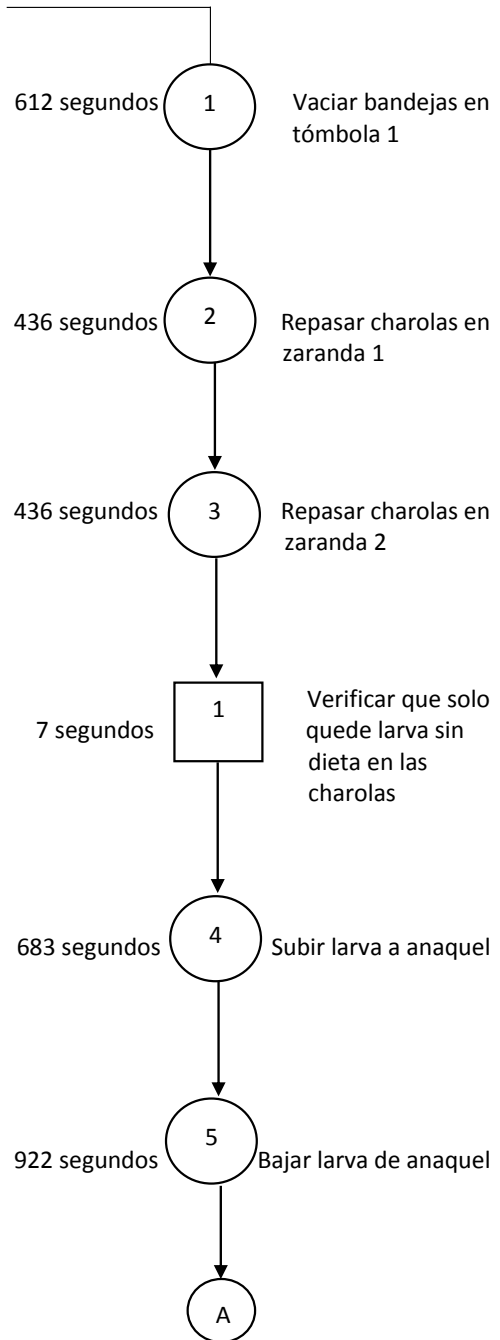 612 segundos 1 Vaciar bandejas en
tómbola 1
436 segundos 2 Repasar charolas en
zaranda 1
436 segundos 3 Repasar charolas en
zaranda 2
7 segundos 1 Verificar que solo
quede larva sin
dieta en las
charolas
683 segundos 4 Subir larva a anaquel
922 segundos 5 Bajar larva de anaquel
A